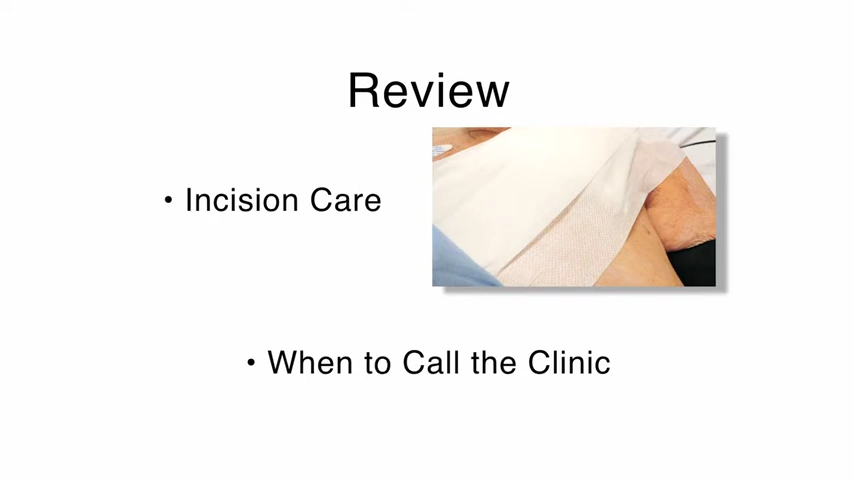 Review
• Incision Care
• When to Call the Clinic